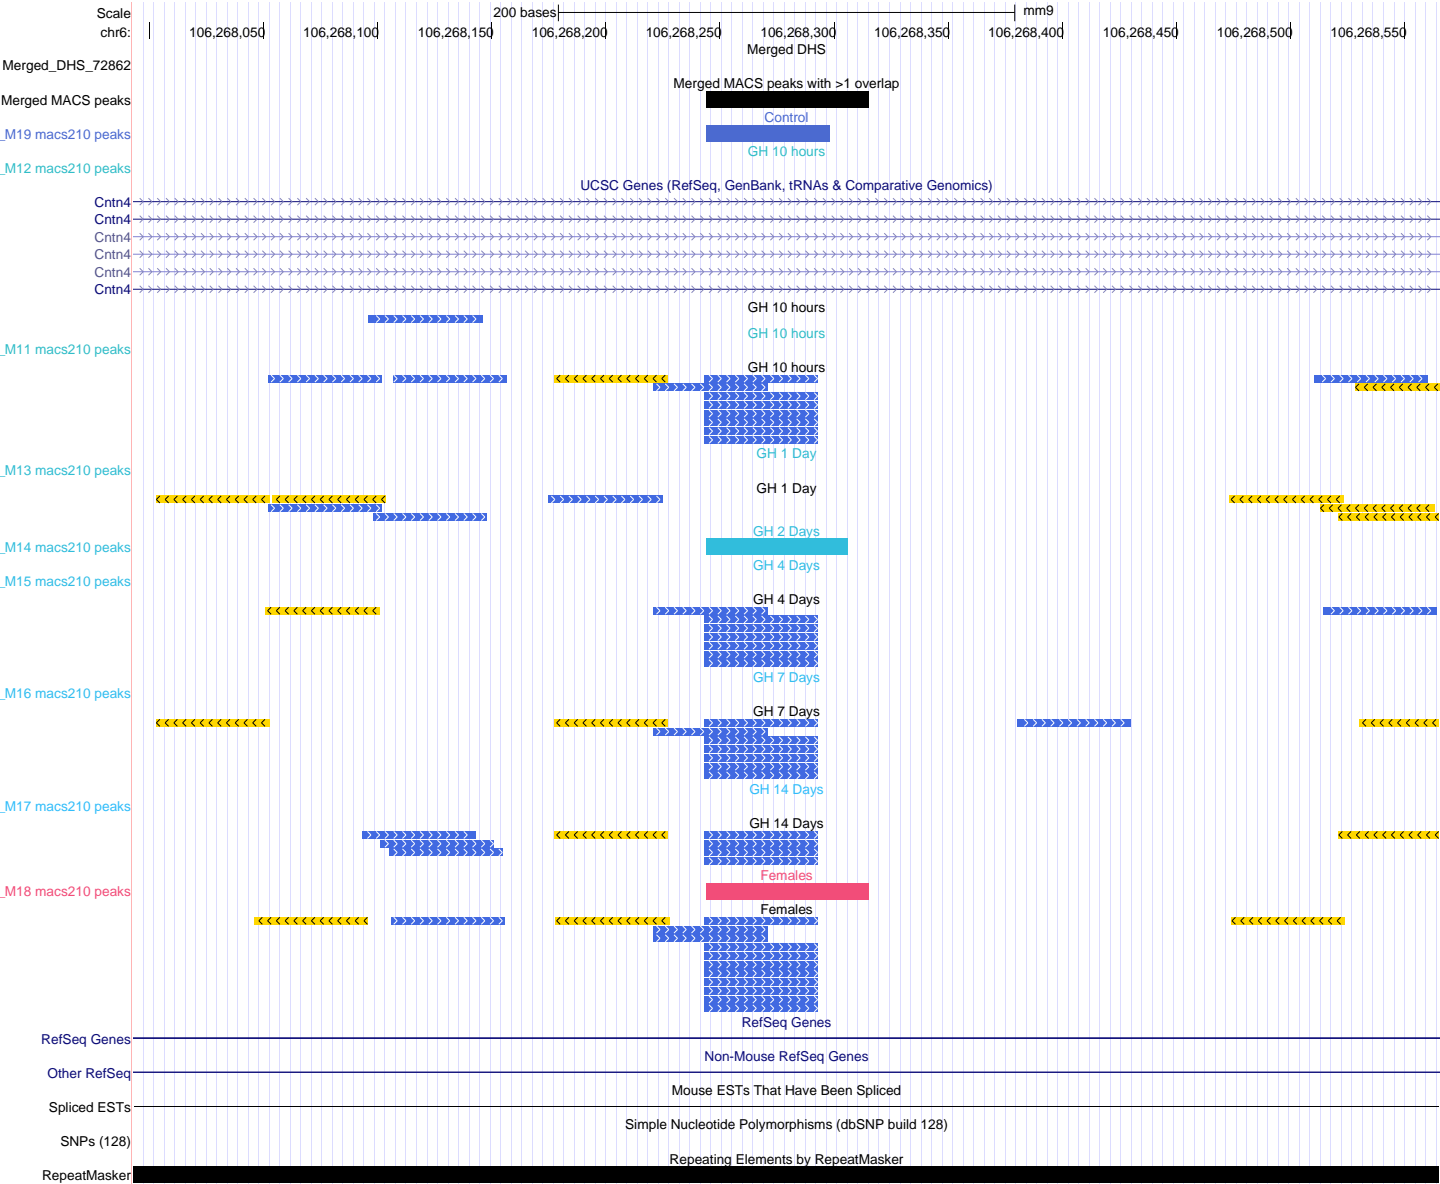 Scale 200 bases mm9
chr6: 106,268,050 106,268,100 106,268,150 106,268,200 106,268,250 106,268,300 106,268,350 106,268,400 106,268,450 106,268,500 106,268,550
Merged DHS
Merged_DHS_72862
Merged MACS peaks with >1 overlap
Merged MACS peaks
Control
_M19 macs210 peaks
GH 10 hours
_M12 macs210 peaks
UCSC Genes (RefSeq, GenBank, tRNAs & Comparative Genomics)
Cntn4
Cntn4
Cntn4
Cntn4
Cntn4
Cntn4
GH 10 hours
GH 10 hours
_M11 macs210 peaks
GH 10 hours
GH 1 Day
_M13 macs210 peaks
GH 1 Day
GH 2 Days
_M14 macs210 peaks
GH 4 Days
_M15 macs210 peaks
GH 4 Days
GH 7 Days
_M16 macs210 peaks
GH 7 Days
GH 14 Days
_M17 macs210 peaks
GH 14 Days
Females
_M18 macs210 peaks
Females
RefSeq Genes
RefSeq Genes
Non-Mouse RefSeq Genes
Other RefSeq
Mouse ESTs That Have Been Spliced
Spliced ESTs
Simple Nucleotide Polymorphisms (dbSNP build 128)
SNPs (128)
Repeating Elements by RepeatMasker
RepeatMasker